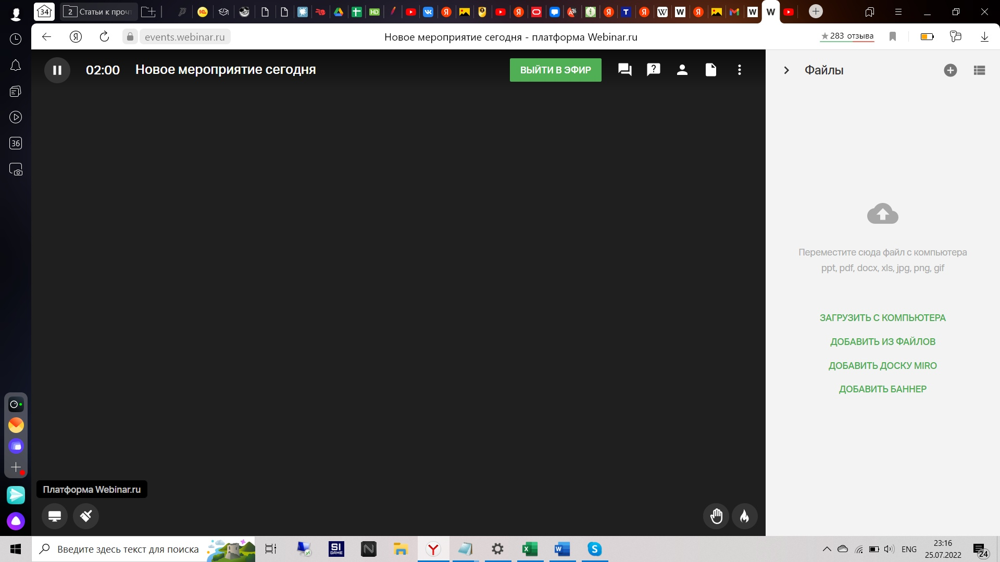 34
2
Статьи к проч
HD
events.webinar.ru
Новое мероприятие сегодня - платформа Webinar.ru
283 отзыва
36
02:00
Новое мероприятие сегодня
ВЫЙТИ В ЭФИР
Файлы
Переместите сюда файл с компьютера
ppt, pdf, docx, xls, jpg, png, gif
ЗАГРУЗИТЬ С КОМПЬЮТЕРА
ДОБАВИТЬ ИЗ ФАЙЛОВ
ДОБАВИТЬ ДОСКУ MIRO
ДОБАВИТЬ БАННЕР
Платформа Webinar.ru
Введите здесь текст для поиска
SI
GAME
ENG
23:16
25.07.2022
24